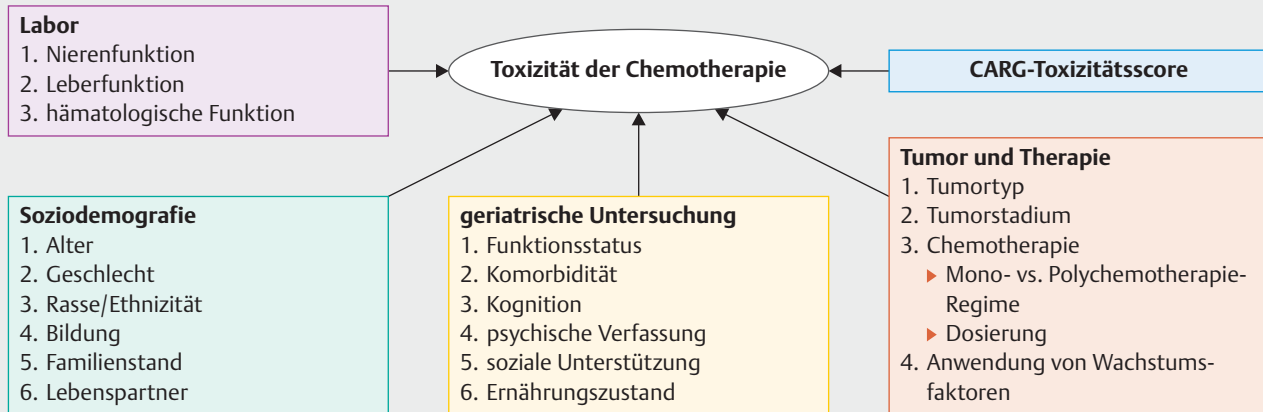 Labor
1. Nierenfunktion
2. Leberfunktion
3. hämatologische Funktion
Toxizität der Chemotherapie
CARG-Toxizitätsscore
Soziodemografie
1. Alter
2. Geschlecht
3. Rasse/Ethnizität
4. Bildung
5. Familienstand
6. Lebenspartner
geriatrische Untersuchung
1. Funktionsstatus
2. Komorbidität
3. Kognition
4. psychische Verfassung
5. soziale Unterstützung
6. Ernährungszustand
Tumor und Therapie
1. Tumortyp
2. Tumorstadium
3. Chemotherapie
▶ Mono- vs. Polychemotherapie-
Regime
▶ Dosierung
4. Anwendung von Wachstums-
faktoren